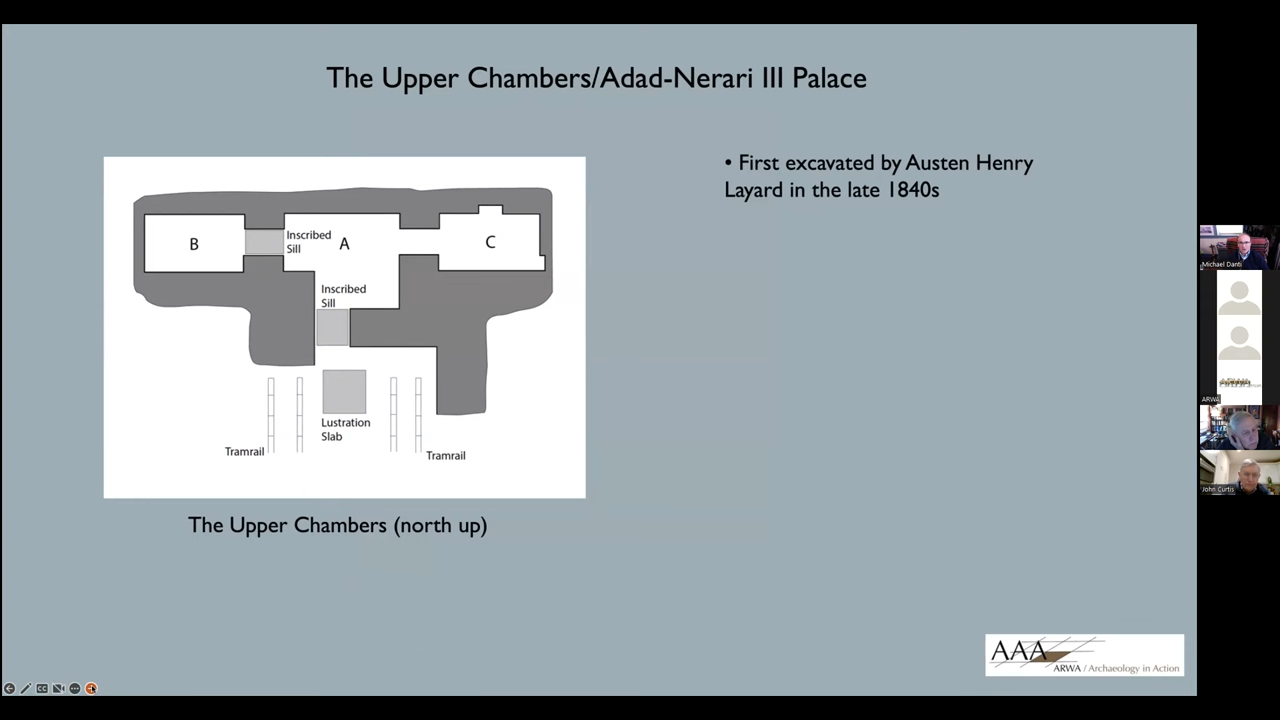 The Upper Chambers/Adad-Nerari III Palace
• First excavated by Austen Henry
Layard in the late 1840s
B
Inscribed
Sill
A
C
Inscribed
Sill
Lustration
Slab
Tramrail
Tramrail
The Upper Chambers (north up)
AAA
ARWA / Archaeology in Action
Michael Danti
ARWA
John Curtis
CC